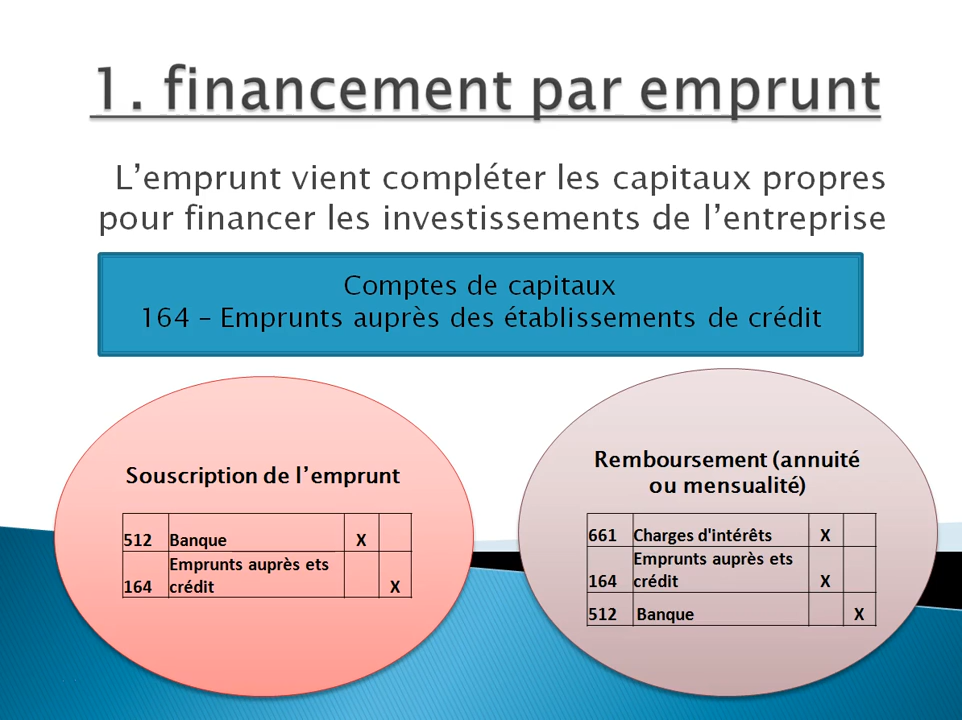 1. financement par emprunt
L’emprunt vient compléter les capitaux propres
pour financer les investissements de l’entreprise
Comptes de capitaux
164 – Emprunts auprès des établissements de crédit
Souscription de l’emprunt
512 Banque X
164 Emprunts auprès ets crédit X
Remboursement (annuité
ou mensualité)
661 Charges d'intérêts X
164 Emprunts auprès ets crédit X
512 Banque X